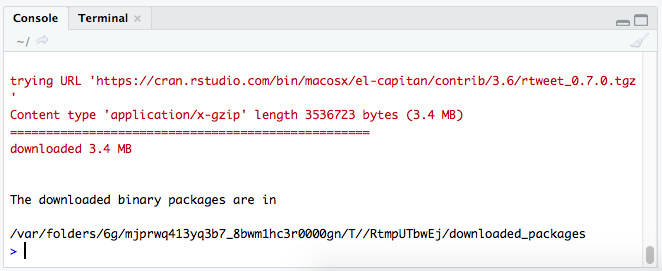 Console Terminal ×
~/
trying URL 'https://cran.rstudio.com/bin/macosx/el-capitan/contrib/3.6/rtweet_0.7.0.tgz
'
Content type 'application/x-gzip' length 3536723 bytes (3.4 MB)
==================================================
downloaded 3.4 MB
The downloaded binary packages are in
/var/folders/6g/mjprwq413yq3b7_8bwm1hc3r0000gn/T//RtmpUTbwEj/downloaded_packages
>